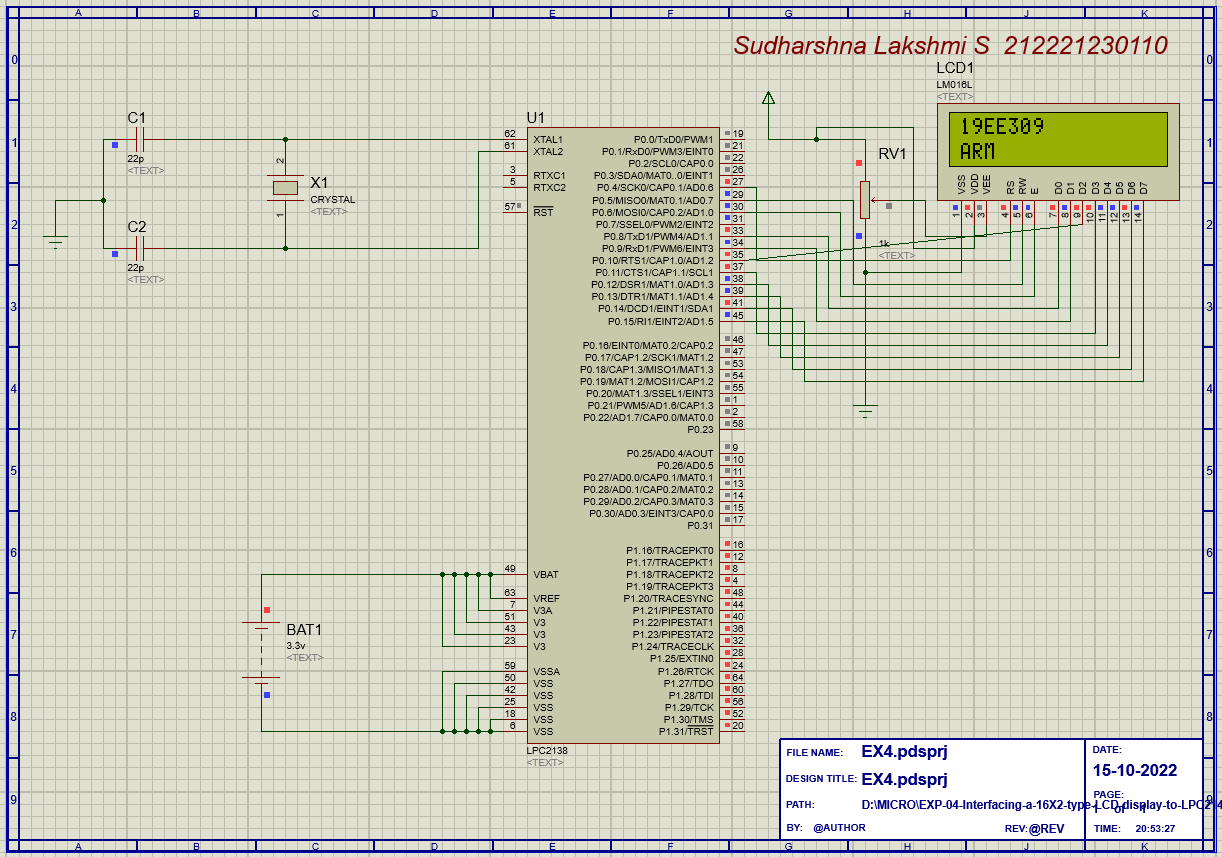 A B C D E F G H J K
Sudharshna Lakshmi S 212221230110
LCD1
LM016L
<TEXT>
19EE309
ARM
VSS VDD VEE RS RW E D0 D1 D2 D3 D4 D5 D6 D7
1 2 3 4 5 6 7 8 9 10 11 12 13 14
C1
22p
<TEXT>
C2
22p
<TEXT>
X1
CRYSTAL
<TEXT>
2
1
RV1
1k
<TEXT>
U1
62 XTAL1
61 XTAL2
3 RTXC1
5 RTXC2
57 RST
49 VBAT
63 VREF
7 V3A
51 V3
43 V3
23 V3
59 VSSA
50 VSS
42 VSS
25 VSS
18 VSS
6 VSS
P0.0/TxD0/PWM1 19
P0.1/RxD0/PWM3/EINT0 21
P0.2/SCL0/CAP0.0 22
P0.3/SDA0/MAT0..0/EINT1 26
P0.4/SCK0/CAP0.1/AD0.6 27
P0.5/MISO0/MAT0.1/AD0.7 29
P0.6/MOSI0/CAP0.2/AD1.0 30
P0.7/SSEL0/PWM2/EINT2 31
P0.8/TxD1/PWM4/AD1.1 33
P0.9/RxD1/PWM6/EINT3 34
P0.10/RTS1/CAP1.0/AD1.2 35
P0.11/CTS1/CAP1.1/SCL1 37
P0.12/DSR1/MAT1.0/AD1.3 38
P0.13/DTR1/MAT1.1/AD1.4 39
P0.14/DCD1/EINT1/SDA1 41
P0.15/RI1/EINT2/AD1.5 45
P0.16/EINT0/MAT0.2/CAP0.2 46
P0.17/CAP1.2/SCK1/MAT1.2 47
P0.18/CAP1.3/MISO1/MAT1.3 53
P0.19/MAT1.2/MOSI1/CAP1.2 54
P0.20/MAT1.3/SSEL1/EINT3 55
P0.21/PWM5/AD1.6/CAP1.3 1
P0.22/AD1.7/CAP0.0/MAT0.0 2
P0.23 58
P0.25/AD0.4/AOUT 9
P0.26/AD0.5 10
P0.27/AD0.0/CAP0.1/MAT0.1 11
P0.28/AD0.1/CAP0.2/MAT0.2 13
P0.29/AD0.2/CAP0.3/MAT0.3 14
P0.30/AD0.3/EINT3/CAP0.0 15
P0.31 17
P1.16/TRACEPKT0 16
P1.17/TRACEPKT1 12
P1.18/TRACEPKT2 8
P1.19/TRACEPKT3 4
P1.20/TRACESYNC 48
P1.21/PIPESTAT0 44
P1.22/PIPESTAT1 40
P1.23/PIPESTAT2 36
P1.24/TRACECLK 32
P1.25/EXTIN0 28
P1.26/RTCK 24
P1.27/TDO 64
P1.28/TDI 60
P1.29/TCK 56
P1.30/TMS 52
P1.31/TRST 20
LPC2138
<TEXT>
BAT1
3.3v
<TEXT>
0 0
1 1
2 2
3 3
4 4
5 5
6 6
7 7
8 8
9 9
FILE NAME: EX4.pdsprj
DESIGN TITLE: EX4.pdsprj
PATH: D:\MICRO\EXP-04-Interfacing-a-16X2-type-LCD-display-to-LPC2
BY: @AUTHOR REV:@REV
DATE:
15-10-2022
PAGE:
1 of
TIME: 20:53:27
A B C D E F G H J K